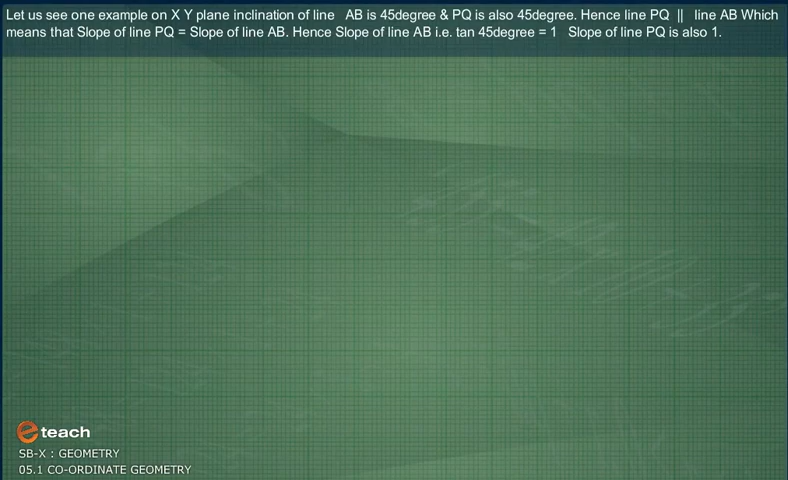 Let us see one example on X Y plane inclination of line AB is 45degree & PQ is also 45degree. Hence line PQ || line AB Which
means that Slope of line PQ = Slope of line AB. Hence Slope of line AB i.e. tan 45degree = 1 Slope of line PQ is also 1.
eteach
SB-X : GEOMETRY
05.1 CO-ORDINATE GEOMETRY